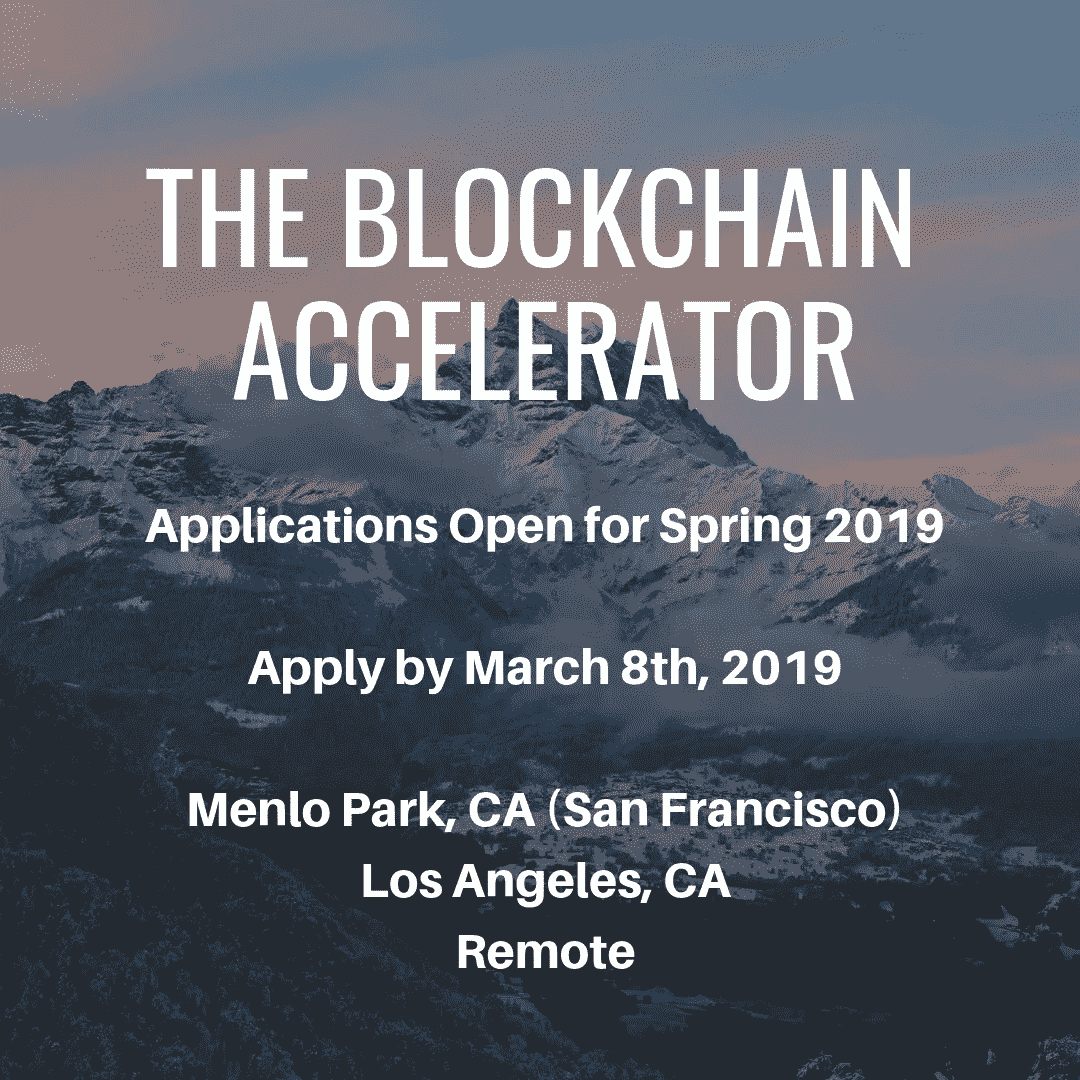 THE BLOCKCHAIN
ACCELERATOR
Applications Open for Spring 2019
Apply by March 8th, 2019
Menlo Park, CA (San Francisco)
Los Angeles, CA
Remote